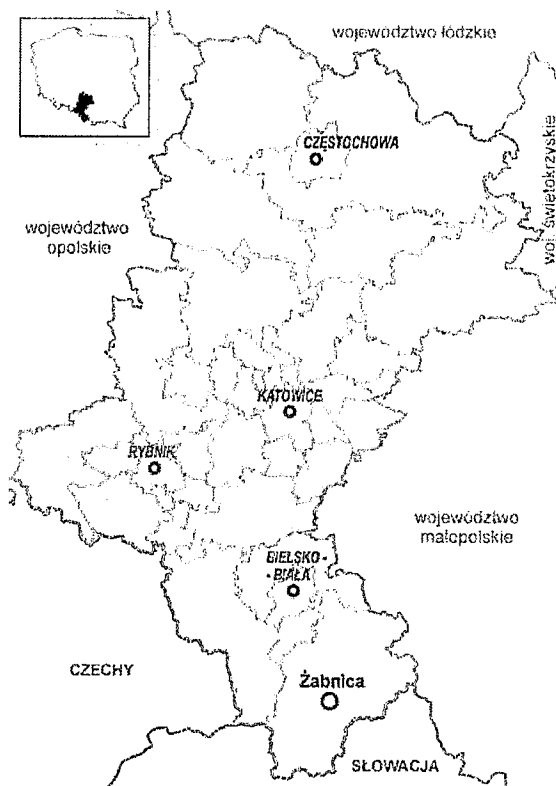 województwo łódzkie
CZĘSTOCHOWA
woj. świętokrzyskie
województwo
opolskie
KATOWICE
RYBNIK
województwo
małopolskie
BIELSKO-
BIAŁA
CZECHY
Żabnica
SŁOWACJA